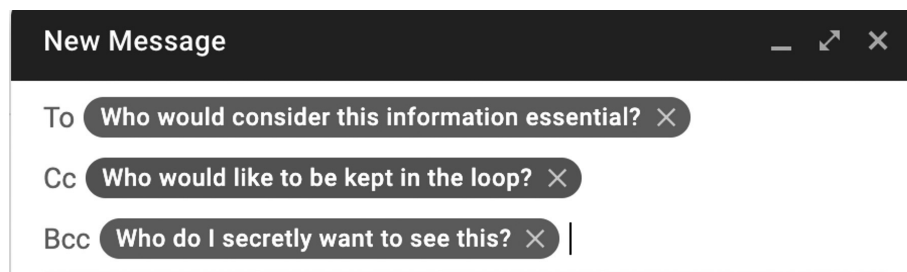 New Message
To Who would consider this information essential?
Cc Who would like to be kept in the loop?
Bcc Who do I secretly want to see this?